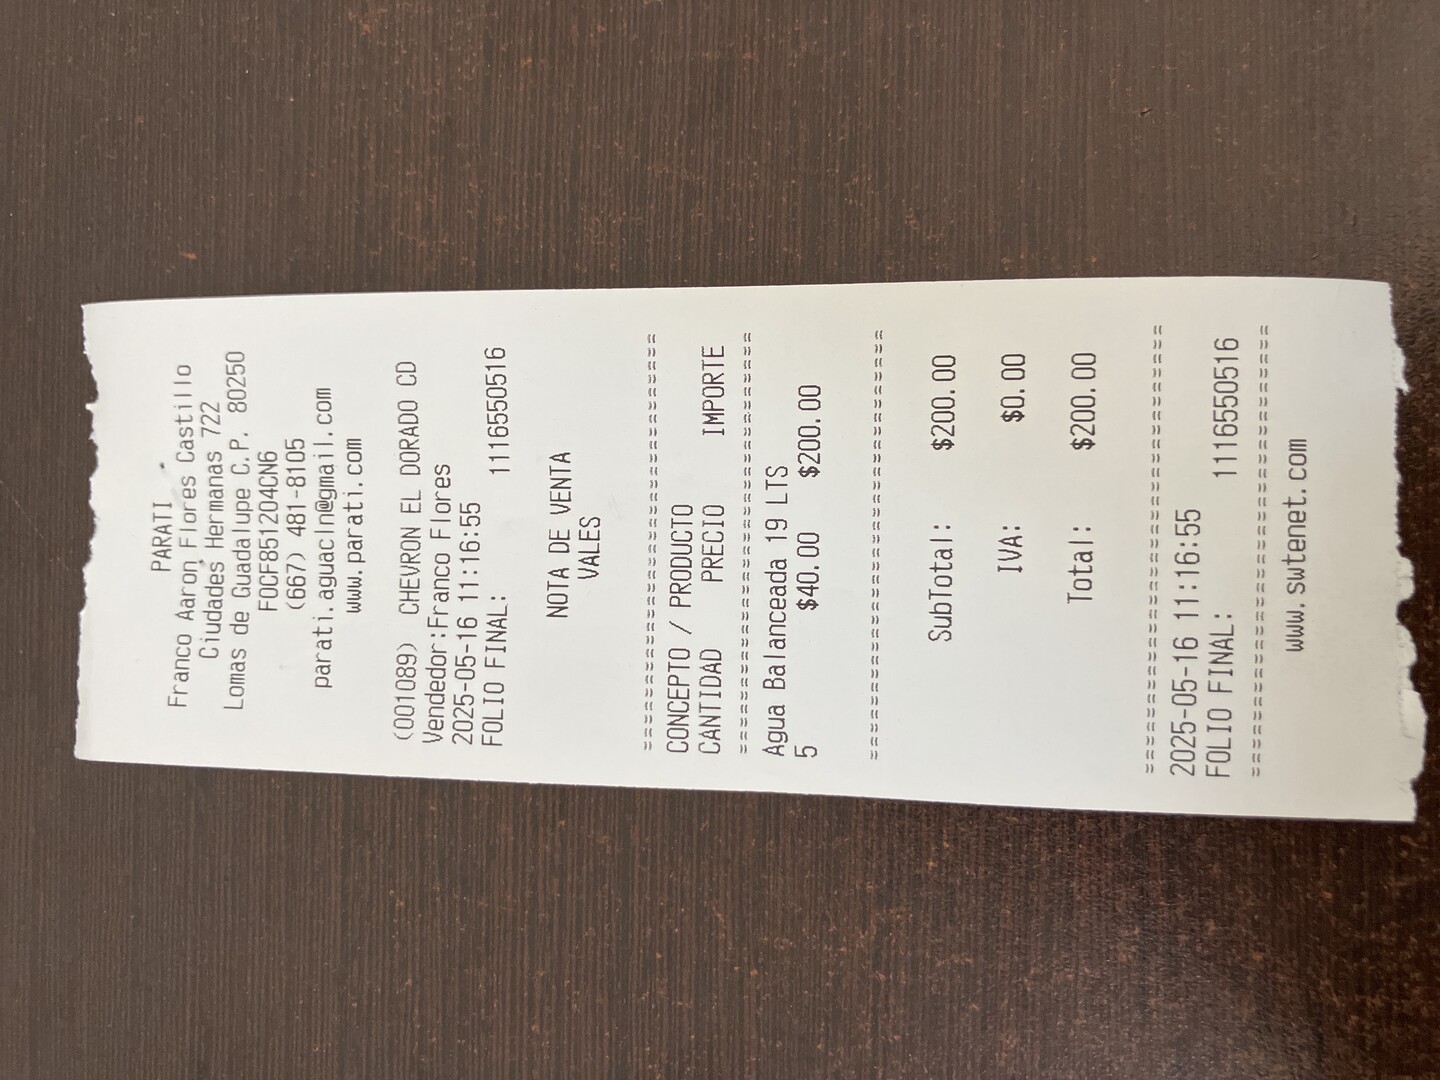 PARATI
Franco Aaron Flores Castillo
Ciudades Hermanas 722
Lomas de Guadalupe C.P. 80250
FOCF851204CN6
(667) 481-8105
parati.aguacln@gmail.com
www.parati.com
(001089) CHEVRON EL DORADO CD
Vendedor:Franco Flores
2025-05-16 11:16:55
FOLIO FINAL: 1116550516
NOTA DE VENTA
VALES
==============================
CONCEPTO / PRODUCTO
CANTIDAD PRECIO IMPORTE
==============================
Agua Balanceada 19 LTS
5 $40.00 $200.00
==============================
SubTotal: $200.00
IVA: $0.00
Total: $200.00
==============================
2025-05-16 11:16:55
FOLIO FINAL: 1116550516
==============================
www.swtenet.com